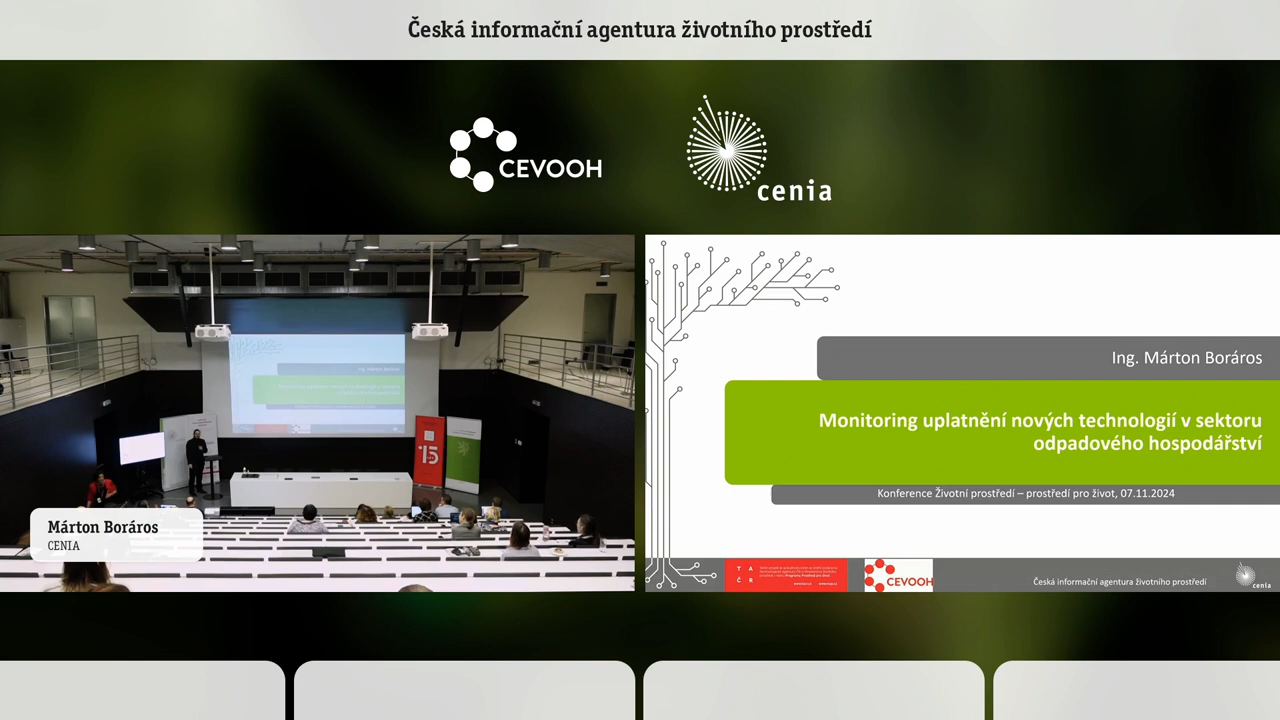 Česká informační agentura životního prostředí
CEVOOH
cenia
Ing. Márton Boráros
Monitoring uplatnění nových technologií v sektoru
odpadového hospodářství
Konference Životní prostředí – prostředí pro život, 07.11.2024
'15
Márton Boráros
CENIA
T A
Č R
CEVOOH
Česká informační agentura životního prostředí
cenia